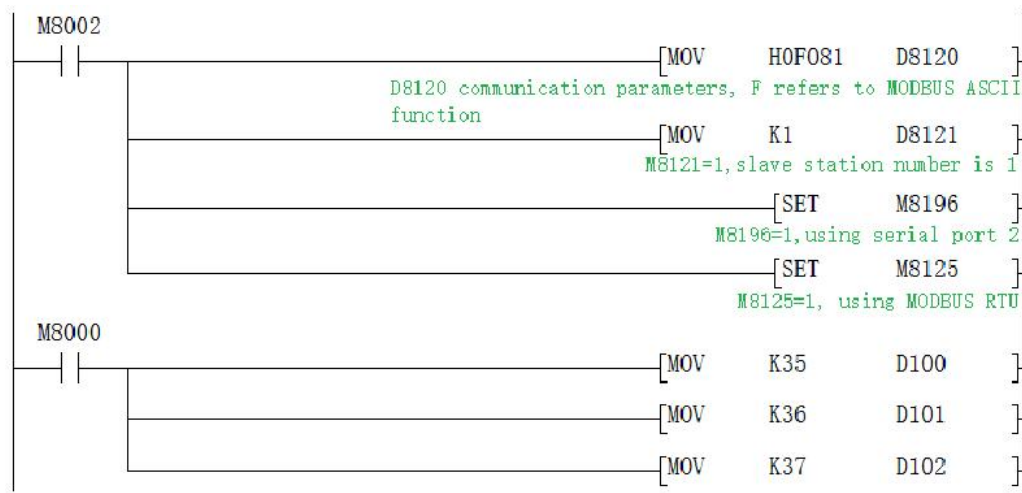 M8002
[MOV H0F081 D8120 ]
D8120 communication parameters, F refers to MODBUS ASCII
function
[MOV K1 D8121 ]
M8121=1,slave station number is 1
[SET M8196 ]
M8196=1,using serial port 2
[SET M8125 ]
M8125=1, using MODBUS RTU
M8000
[MOV K35 D100 ]
[MOV K36 D101 ]
[MOV K37 D102 ]